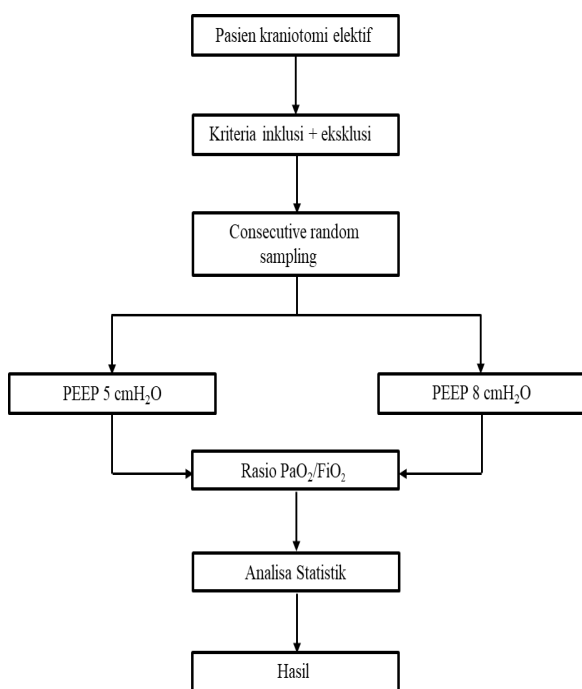 Pasien kraniotomi elektif
Kriteria inklusi + eksklusi
Consecutive random
sampling
PEEP 5 cmH₂O
PEEP 8 cmH₂O
Rasio PaO₂/FiO₂
Analisa Statistik
Hasil